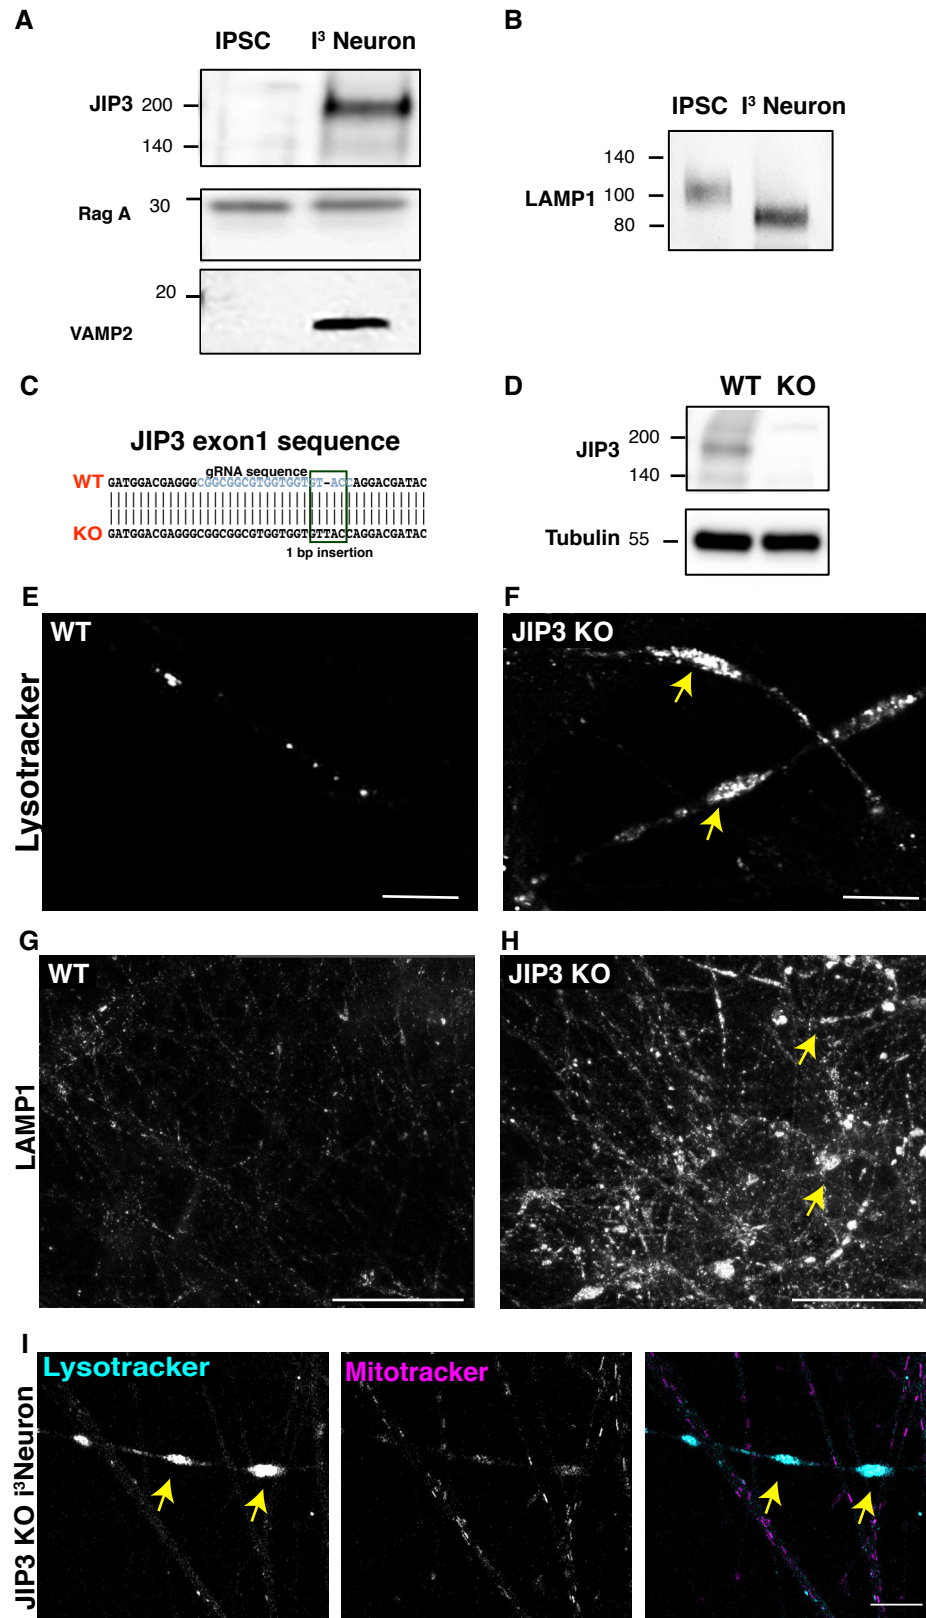 A
IPSC I³ Neuron
JIP3 200
140
Rag A 30
20
VAMP2
B
IPSC I³ Neuron
140
LAMP1 100
80
C
JIP3 exon1 sequence
gRNA sequence
WT GATGGACGAGGGCGGCGGCGTGGTGGTGT-ACCAGGACGATAC
KO GATGGACGAGGGCGGCGGCGTGGTGGTGTTACCAGGACGATAC
1 bp insertion
D
WT KO
JIP3 200
140
Tubulin 55
E
WT
Lysotracker
F
JIP3 KO
G
WT
LAMP1
H
JIP3 KO
I
JIP3 KO i³Neuron
Lysotracker
Mitotracker